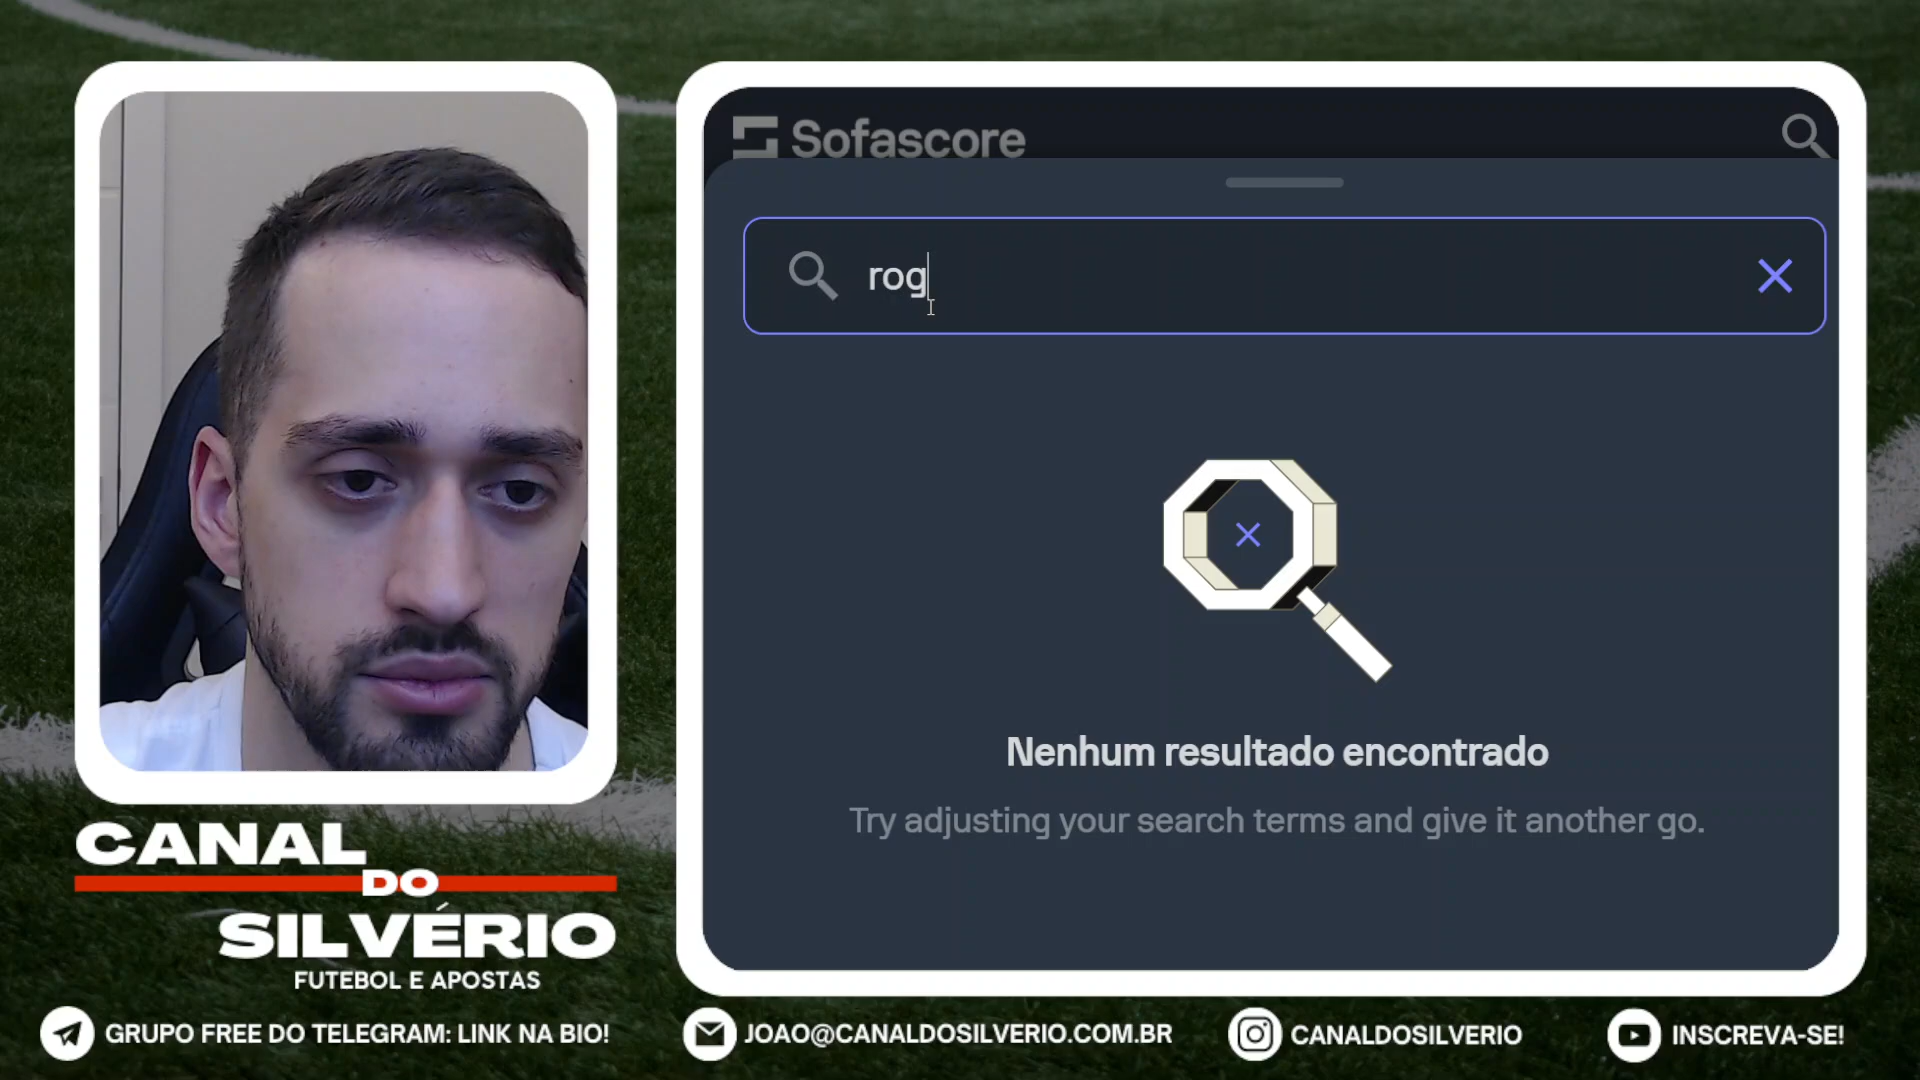 Sofascore
rog
Nenhum resultado encontrado
Try adjusting your search terms and give it another go.
CANAL
DO
SILVÉRIO
FUTEBOL E APOSTAS
GRUPO FREE DO TELEGRAM: LINK NA BIO!
JOAO@CANALDOSILVERIO.COM.BR
CANALDOSILVERIO
INSCREVA-SE!